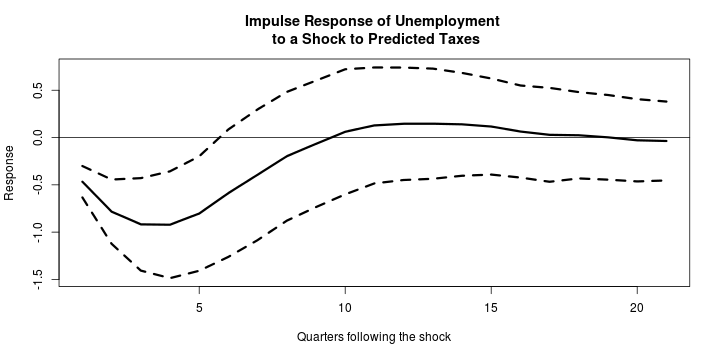 Impulse Response of Unemployment
to a Shock to Predicted Taxes
Response
0.5
0.0
-0.5
-1.0
-1.5
5 10 15 20
Quarters following the shock